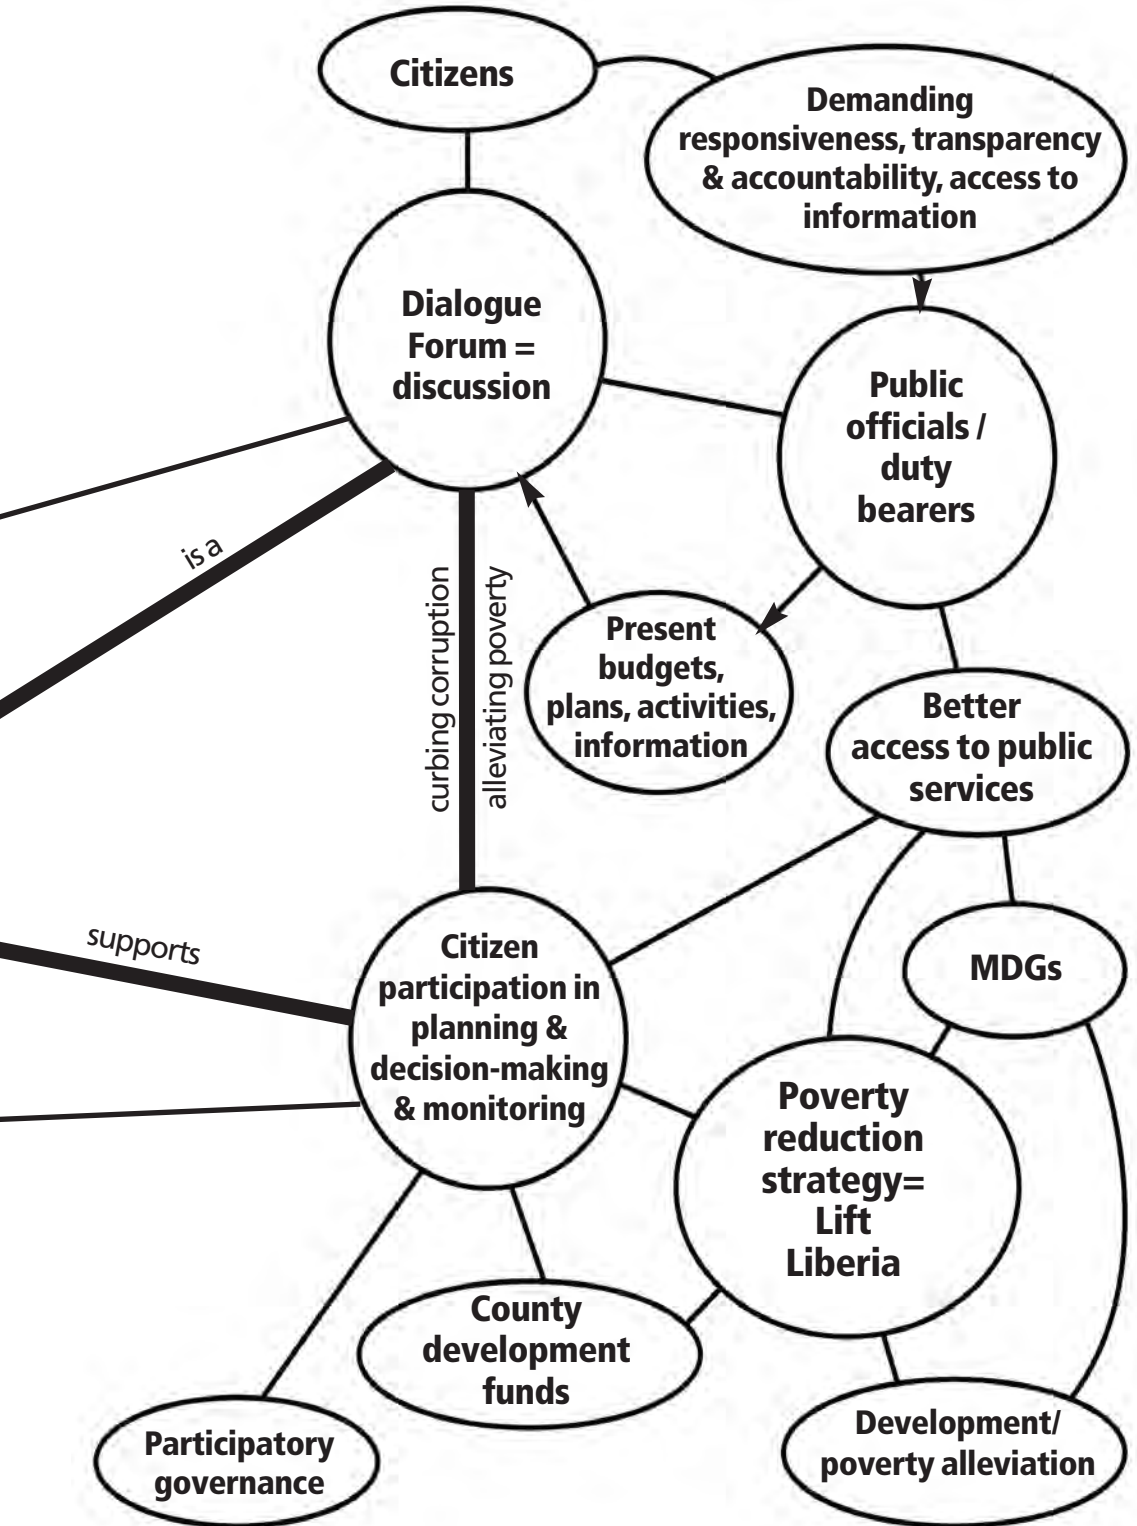 Citizens
Demanding
responsiveness, transparency
& accountability, access to
information
Dialogue
Forum =
discussion
Public
officials /
duty
bearers
is a
curbing corruption
alleviating poverty
Present
budgets,
plans, activities,
information
Better
access to public
services
supports
Citizen
participation in
planning &
decision-making
& monitoring
MDGs
Poverty
reduction
strategy=
Lift
Liberia
County
development
funds
Participatory
governance
Development/
poverty alleviation